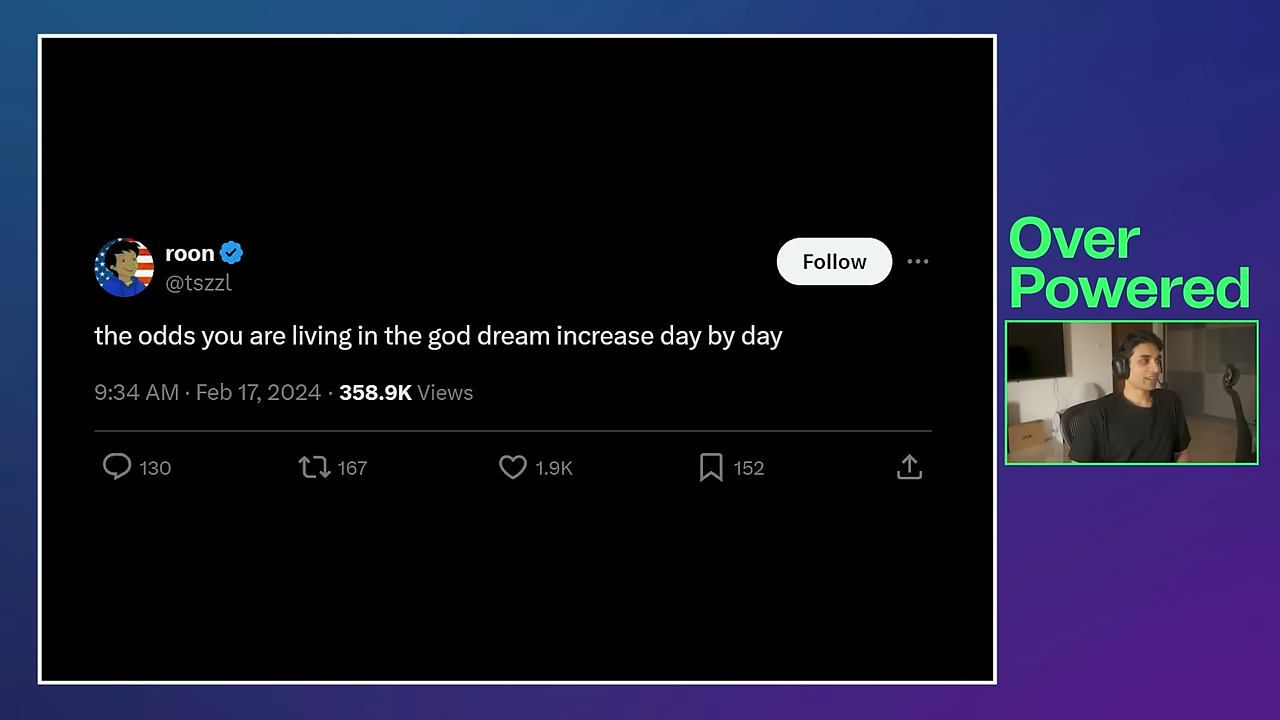 roon
@tszzl
Follow
the odds you are living in the god dream increase day by day
9:34 AM · Feb 17, 2024 · 358.9K Views
130 167 1.9K 152
Over
Powered